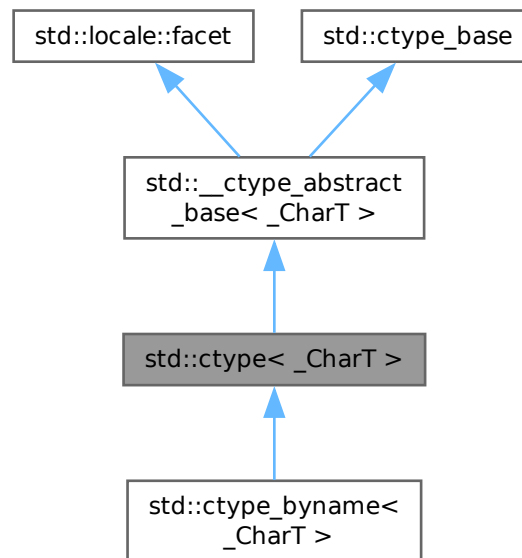 std::locale::facet
std::ctype_base
std::__ctype_abstract
_base< _CharT >
std::ctype< _CharT >
std::ctype_byname<
_CharT >